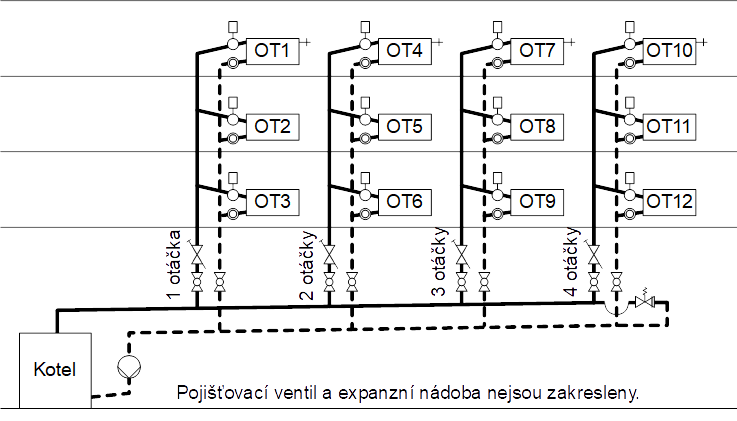 OT1 OT4 OT7 OT10
OT2 OT5 OT8 OT11
OT3 OT6 OT9 OT12
1 otáčka
2 otáčky
3 otáčky
4 otáčky
Kotel
Pojišťovací ventil a expanzní nádoba nejsou zakresleny.